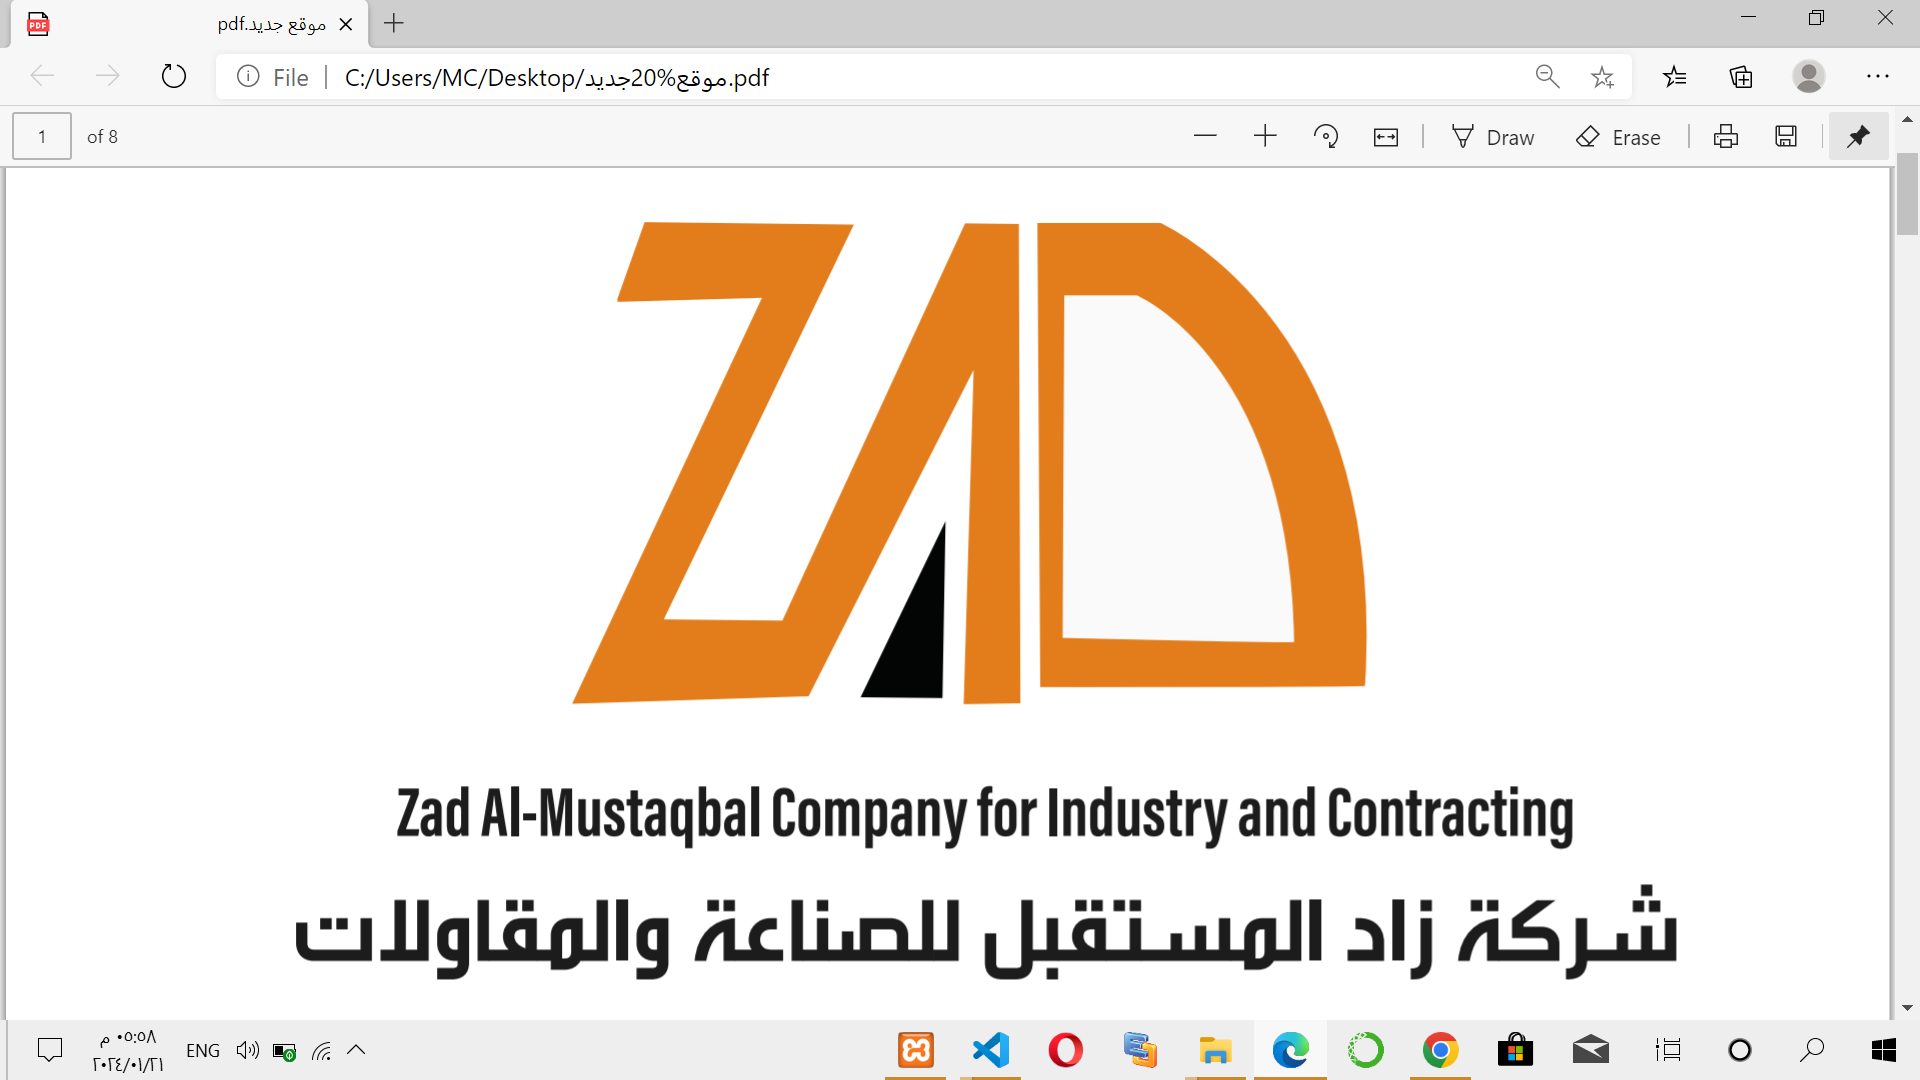 موقع جديد.pdf
File | C:/Users/MC/Desktop/موقع%20جديد.pdf
1 of 8
Draw
Erase
ZAD
Zad Al-Mustaqbal Company for Industry and Contracting
شركة زاد المستقبل للصناعة والمقاولات
ENG
٠٥:٥٨ م
٢٠٢٤/٠١/٢١